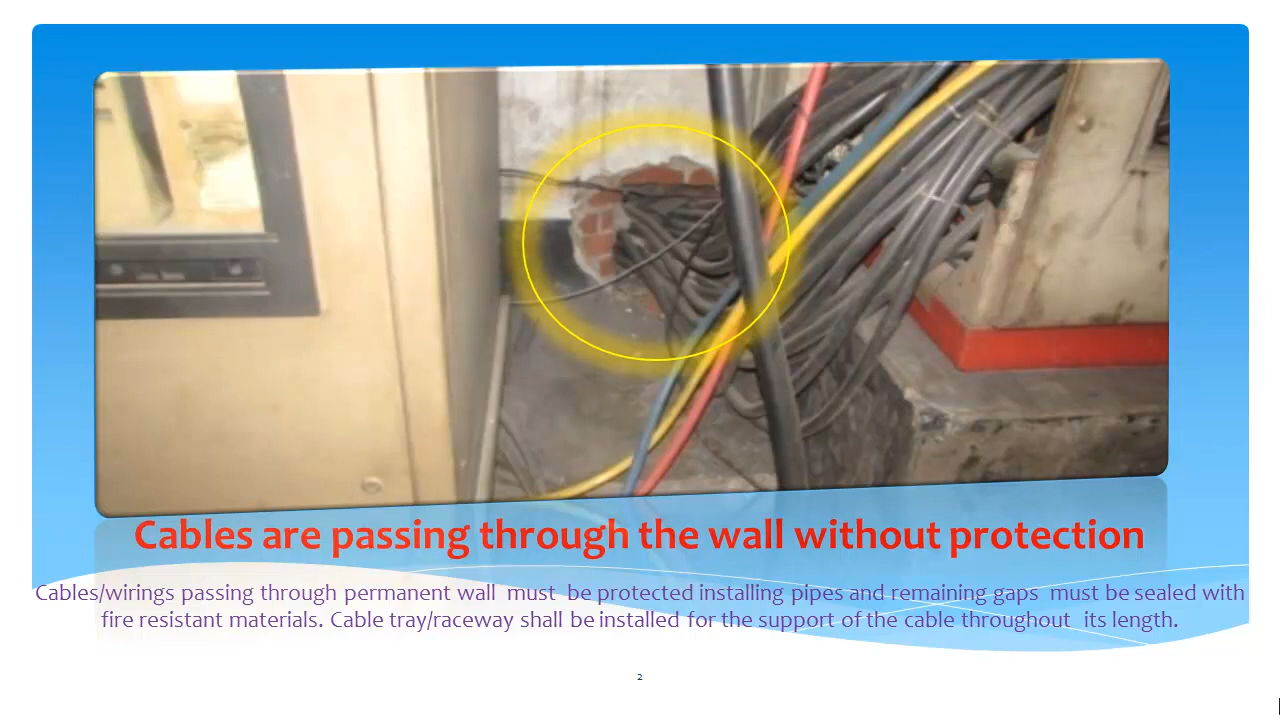 Cables are passing through the wall without protection
Cables/wirings passing through permanent wall must be protected installing pipes and remaining gaps must be sealed with
fire resistant materials. Cable tray/raceway shall be installed for the support of the cable throughout its length.
2